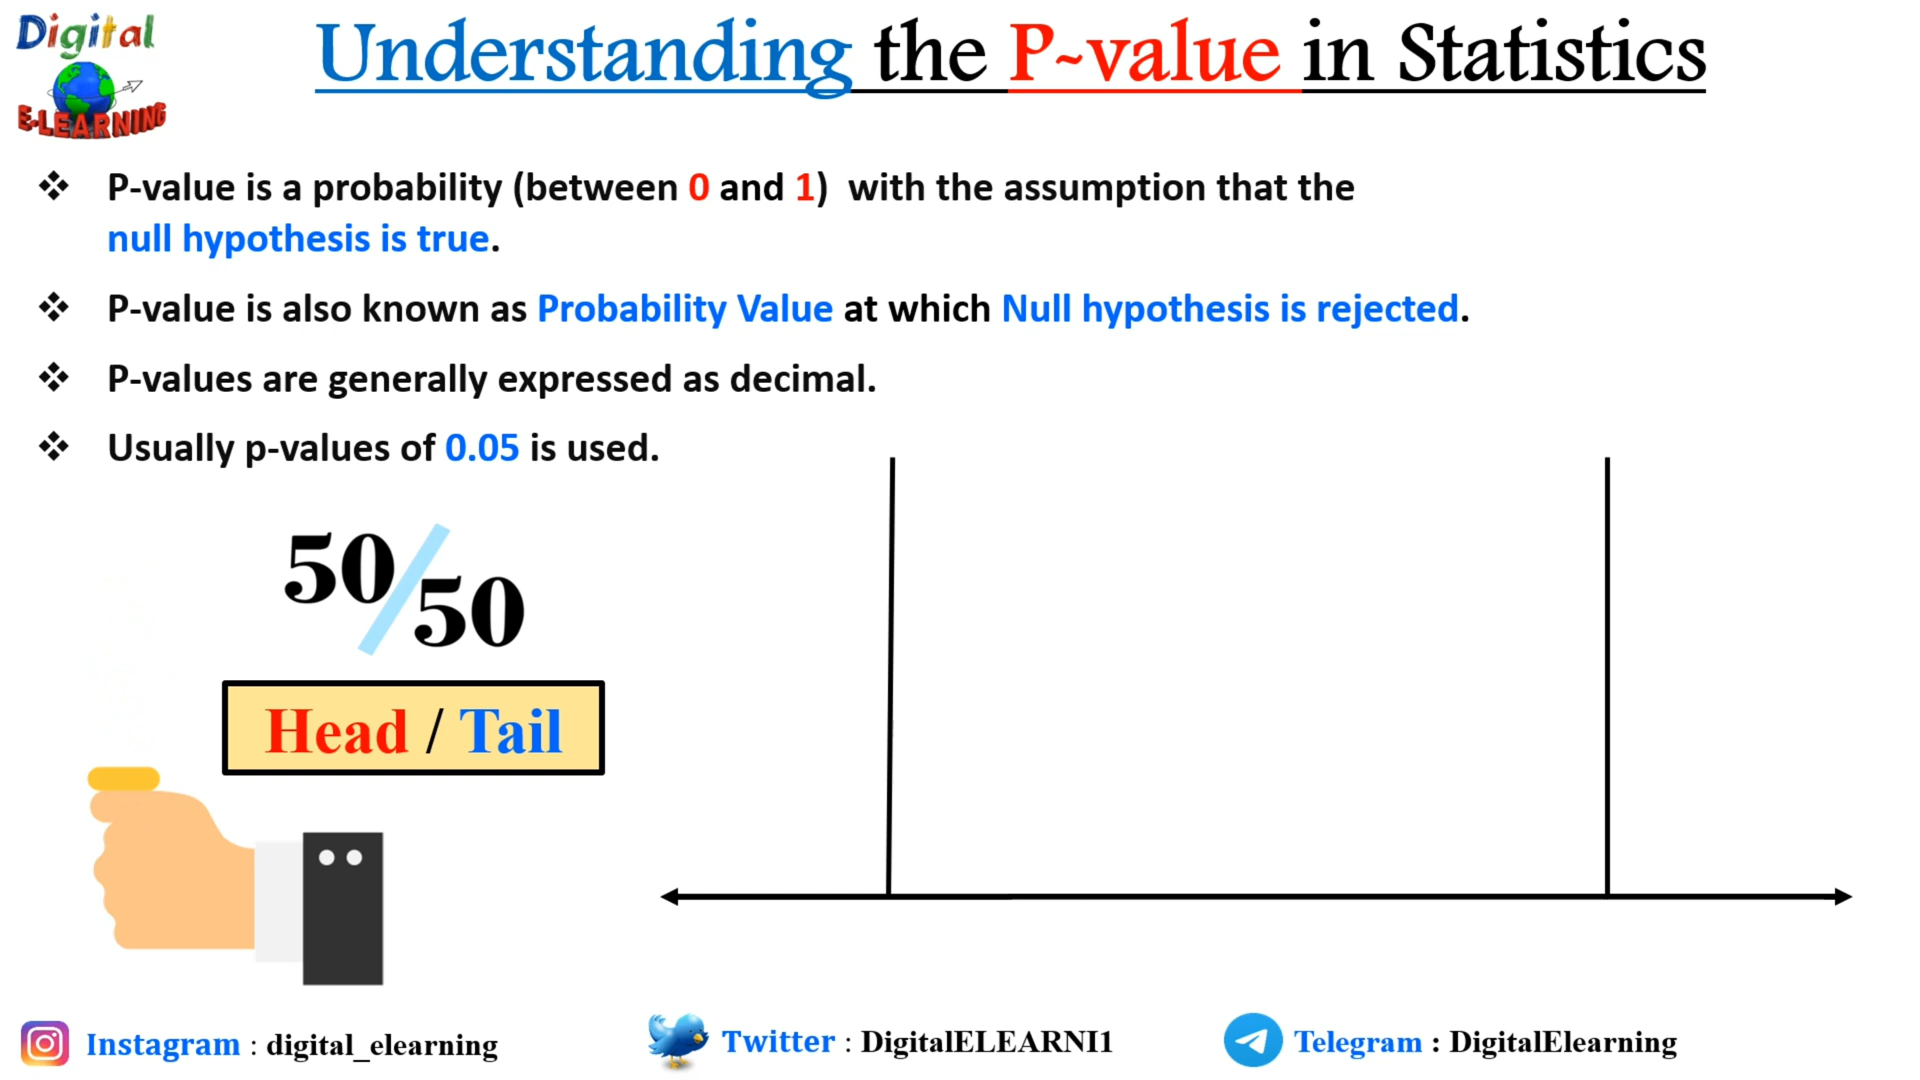 Digital
E-LEARNING
Understanding the P-value in Statistics
❖ P-value is a probability (between 0 and 1) with the assumption that the
null hypothesis is true.
❖ P-value is also known as Probability Value at which Null hypothesis is rejected.
❖ P-values are generally expressed as decimal.
❖ Usually p-values of 0.05 is used.
50/50
Head / Tail
Instagram : digital_elearning
Twitter : DigitalELEARNI1
Telegram : DigitalElearning